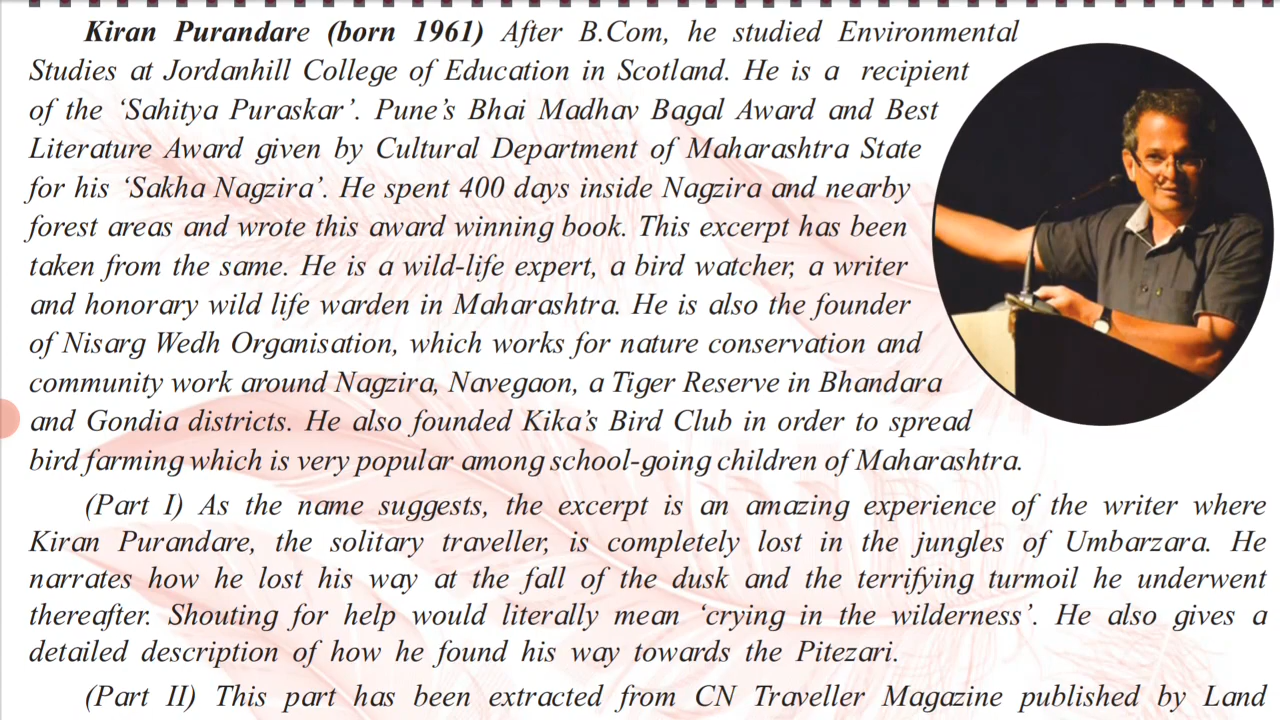 Kiran Purandare (born 1961) After B.Com, he studied Environmental
Studies at Jordanhill College of Education in Scotland. He is a recipient
of the ‘Sahitya Puraskar’. Pune’s Bhai Madhav Bagal Award and Best
Literature Award given by Cultural Department of Maharashtra State
for his ‘Sakha Nagzira’. He spent 400 days inside Nagzira and nearby
forest areas and wrote this award winning book. This excerpt has been
taken from the same. He is a wild-life expert, a bird watcher, a writer
and honorary wild life warden in Maharashtra. He is also the founder
of Nisarg Wedh Organisation, which works for nature conservation and
community work around Nagzira, Navegaon, a Tiger Reserve in Bhandara
and Gondia districts. He also founded Kika’s Bird Club in order to spread
bird farming which is very popular among school-going children of Maharashtra.
(Part I) As the name suggests, the excerpt is an amazing experience of the writer where
Kiran Purandare, the solitary traveller, is completely lost in the jungles of Umbarzara. He
narrates how he lost his way at the fall of the dusk and the terrifying turmoil he underwent
thereafter. Shouting for help would literally mean ‘crying in the wilderness’. He also gives a
detailed description of how he found his way towards the Pitezari.
(Part II) This part has been extracted from CN Traveller Magazine published by Land